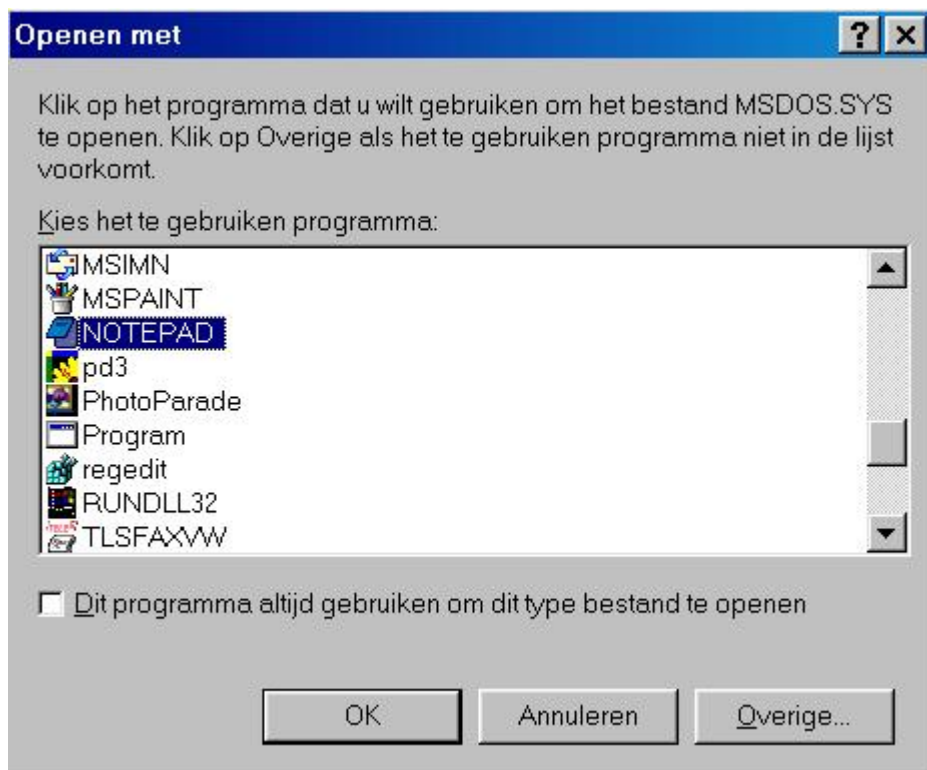 Openen met
Klik op het programma dat u wilt gebruiken om het bestand MSDOS.SYS
te openen. Klik op Overige als het te gebruiken programma niet in de lijst
voorkomt.
Kies het te gebruiken programma:
MSIMN
MSPAINT
NOTEPAD
pd3
PhotoParade
Program
regedit
RUNDLL32
TLSFAXVW
Dit programma altijd gebruiken om dit type bestand te openen
OK Annuleren Overige...